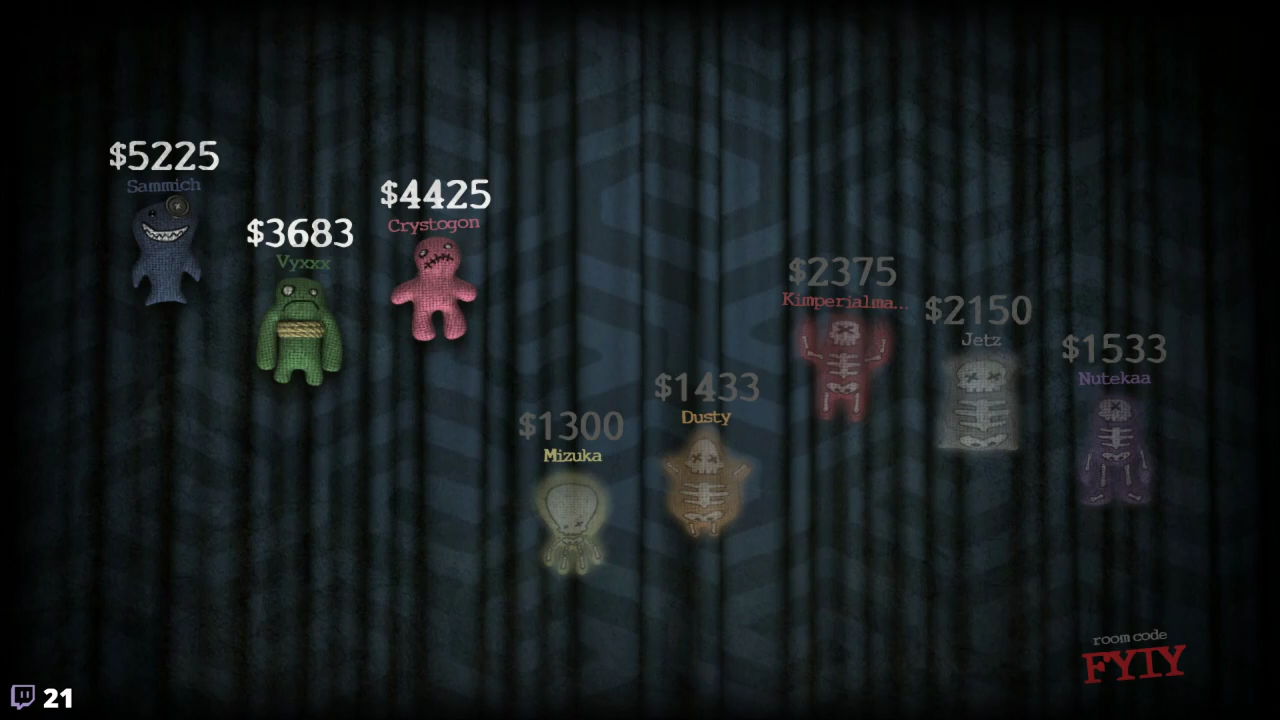 $5225
Sammich
$3683
Vyxxx
$4425
Crystogon
$1300
Mizuka
$1433
Dusty
$2375
Kimperialma...
$2150
Jetz
$1533
Nutekaa
room code
FYIY
21